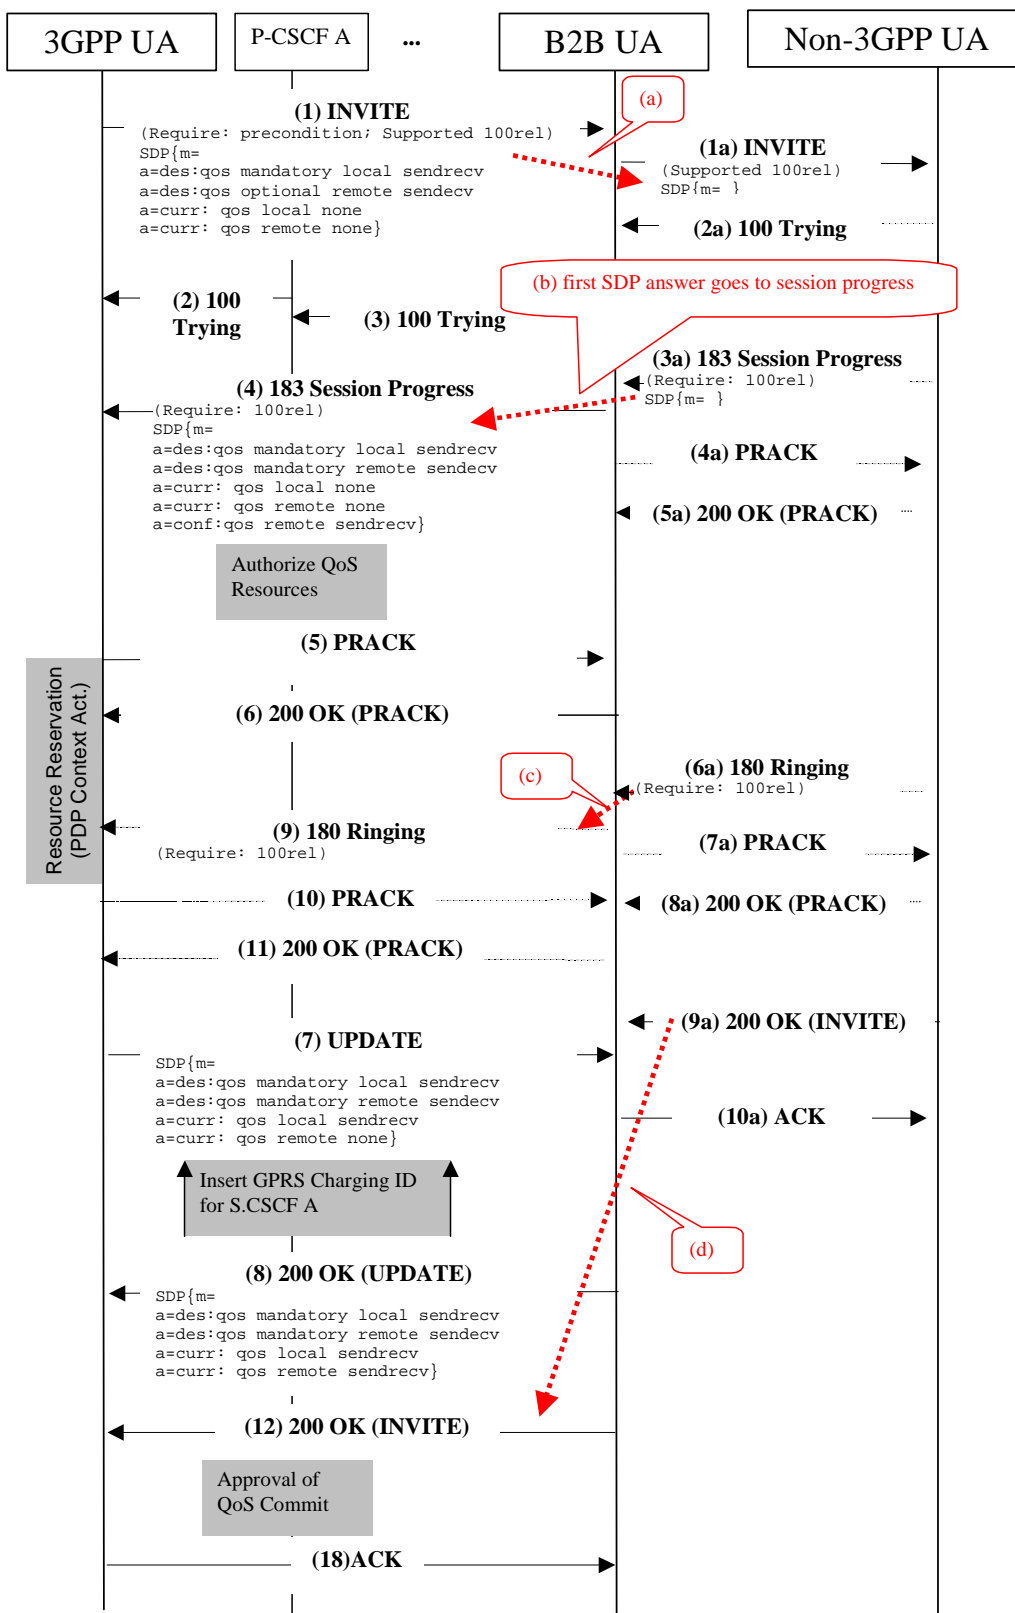 3GPP UA
P-CSCF A
...
B2B UA
Non-3GPP UA
(1) INVITE
(Require: precondition; Supported 100rel)
SDP{m=
a=des:qos mandatory local sendrecv
a=des:qos optional remote sendecv
a=curr: qos local none
a=curr: qos remote none}
(a)
(1a) INVITE
(Supported 100rel)
SDP{m= }
(2a) 100 Trying
(b) first SDP answer goes to session progress
(2) 100
Trying
(3) 100 Trying
(3a) 183 Session Progress
(Require: 100rel)
SDP{m= }
(4) 183 Session Progress
(Require: 100rel)
SDP{m=
a=des:qos mandatory local sendrecv
a=des:qos mandatory remote sendecv
a=curr: qos local none
a=curr: qos remote none
a=conf:qos remote sendrecv}
(4a) PRACK
(5a) 200 OK (PRACK)
Authorize QoS
Resources
(5) PRACK
Resource Reservation
(PDP Context Act.)
(6) 200 OK (PRACK)
(c)
(6a) 180 Ringing
(Require: 100rel)
(9) 180 Ringing
(Require: 100rel)
(7a) PRACK
(10) PRACK
(8a) 200 OK (PRACK)
(11) 200 OK (PRACK)
(9a) 200 OK (INVITE)
(7) UPDATE
SDP{m=
a=des:qos mandatory local sendrecv
a=des:qos mandatory remote sendecv
a=curr: qos local sendrecv
a=curr: qos remote none}
(10a) ACK
Insert GPRS Charging ID
for S.CSCF A
(d)
(8) 200 OK (UPDATE)
SDP{m=
a=des:qos mandatory local sendrecv
a=des:qos mandatory remote sendecv
a=curr: qos local sendrecv
a=curr: qos remote sendrecv}
(12) 200 OK (INVITE)
Approval of
QoS Commit
(18)ACK